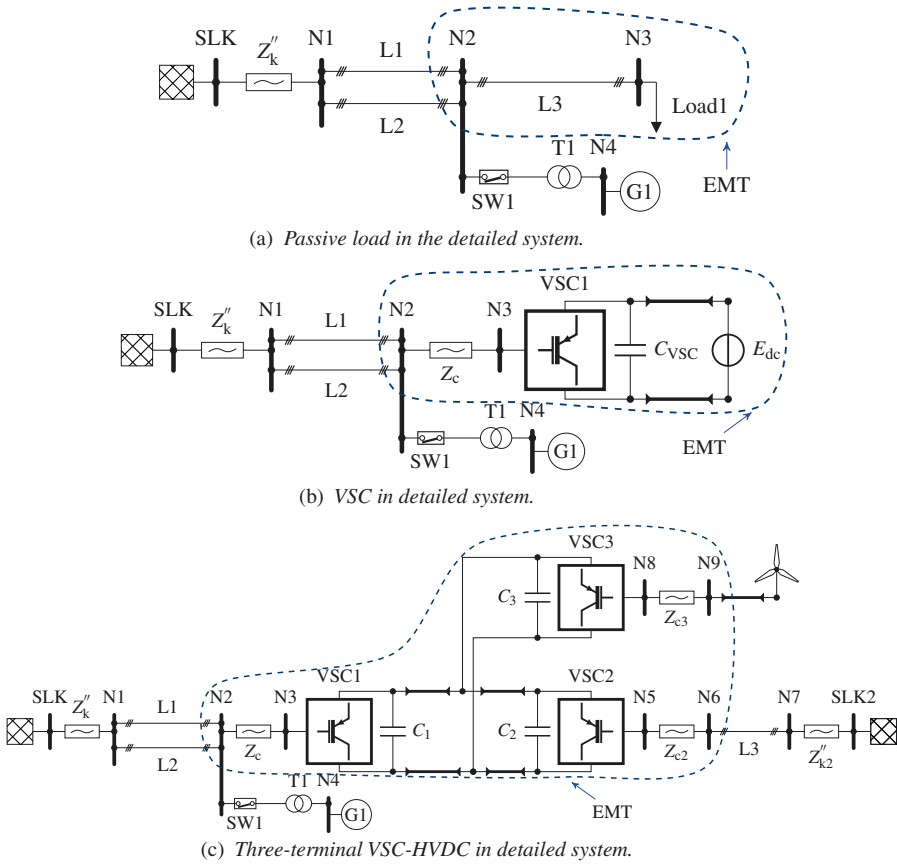 SLK Z″k N1 L1 N2 N3
L2 L3 Load1
T1 N4
SW1 G1 EMT
(a) Passive load in the detailed system.
VSC1
SLK Z″k N1 L1 N2 N3
L2 Zc CVSC Edc
T1 N4
SW1 G1 EMT
(b) VSC in detailed system.
VSC3
N8 N9
C3 Zc3
VSC1 VSC2
SLK Z″k N1 L1 N2 N3 N5 N6 N7 SLK2
L2 Zc C1 C2 Zc2 L3 Z″k2
T1 N4
SW1 G1 EMT
(c) Three-terminal VSC-HVDC in detailed system.